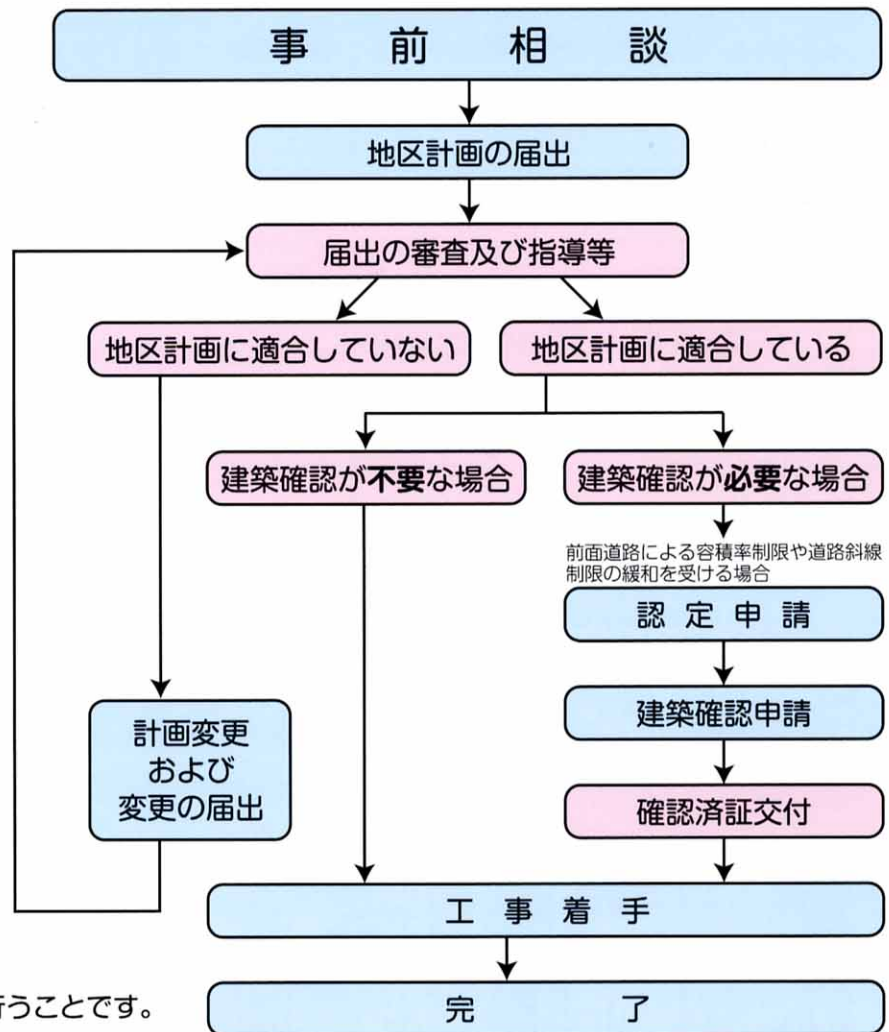 事前相談
地区計画の届出
届出の審査及び指導等
地区計画に適合していない
地区計画に適合している
建築確認が不要な場合
建築確認が必要な場合
前面道路による容積率制限や道路斜線
制限の緩和を受ける場合
認定申請
建築確認申請
確認済証交付
計画変更
および
変更の届出
工事着手
完了
行うことです。